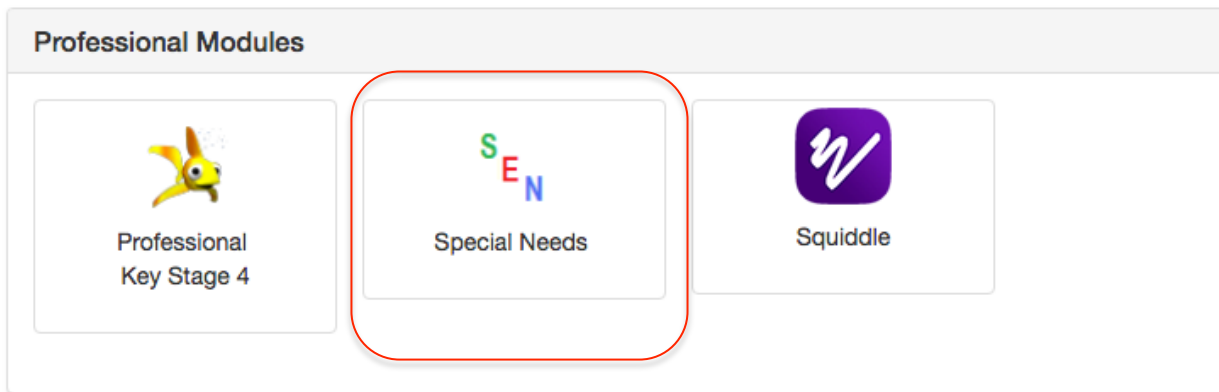 Professional Modules
Professional
Key Stage 4
S
E
N
Special Needs
Squiddle